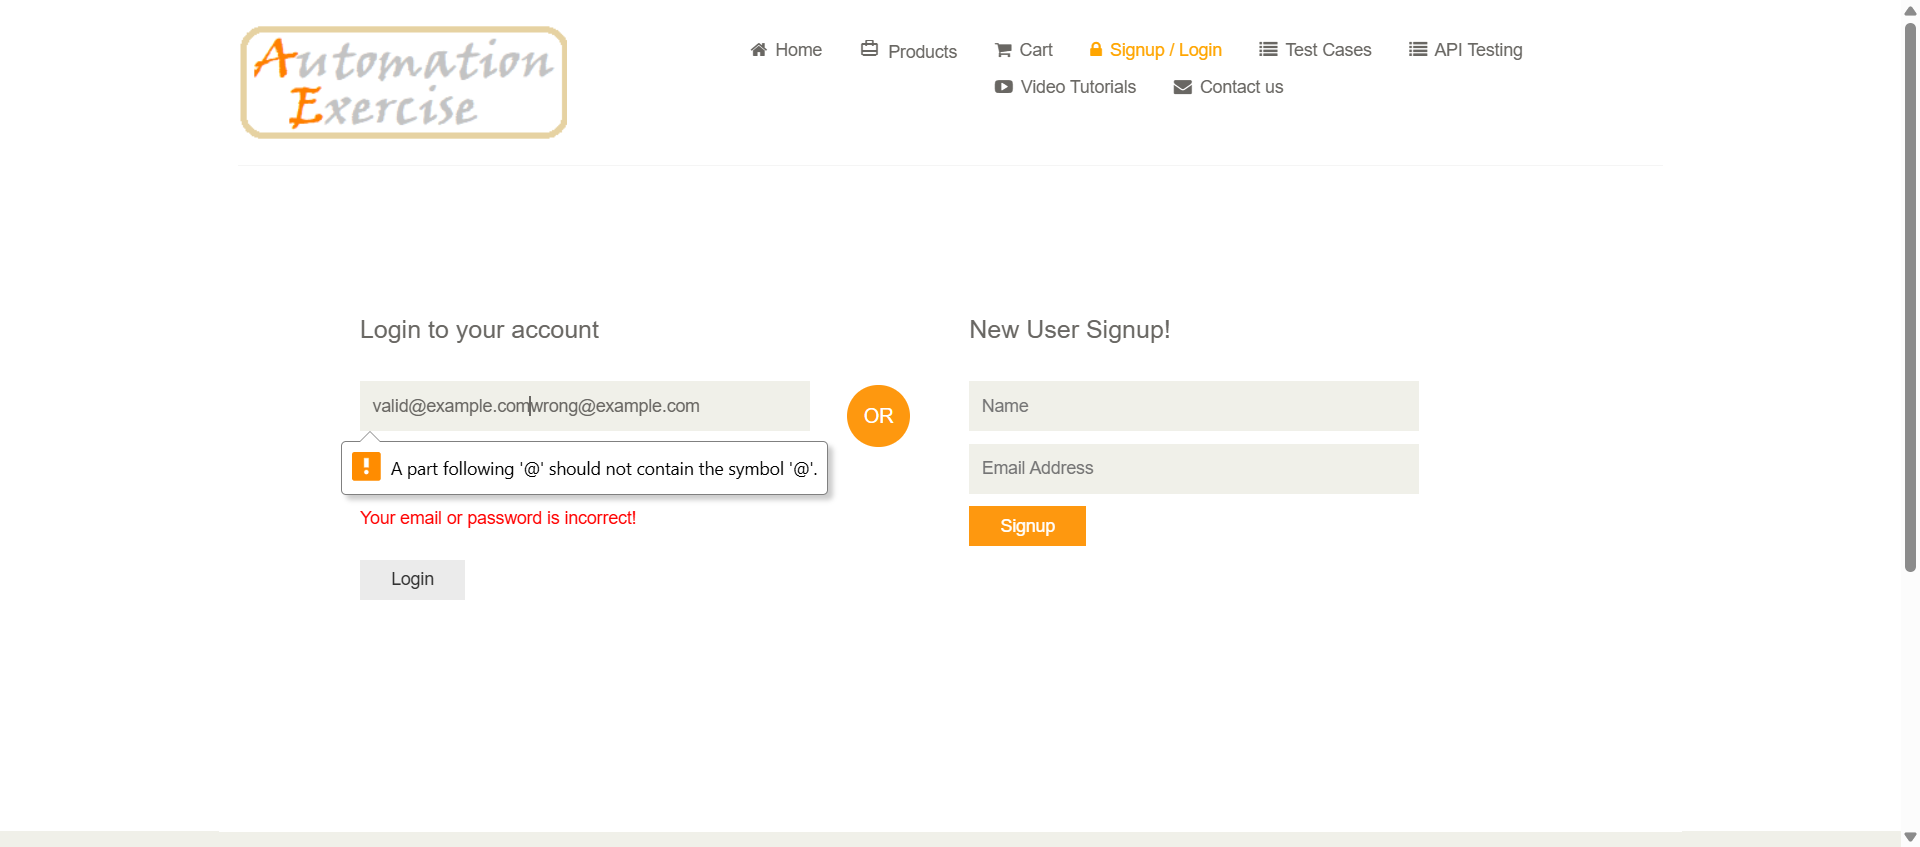 Automation
Exercise
Home Products Cart Signup / Login Test Cases API Testing
Video Tutorials Contact us
Login to your account
valid@example.comwrong@example.com
A part following '@' should not contain the symbol '@'.
Your email or password is incorrect!
Login
OR
New User Signup!
Name
Email Address
Signup